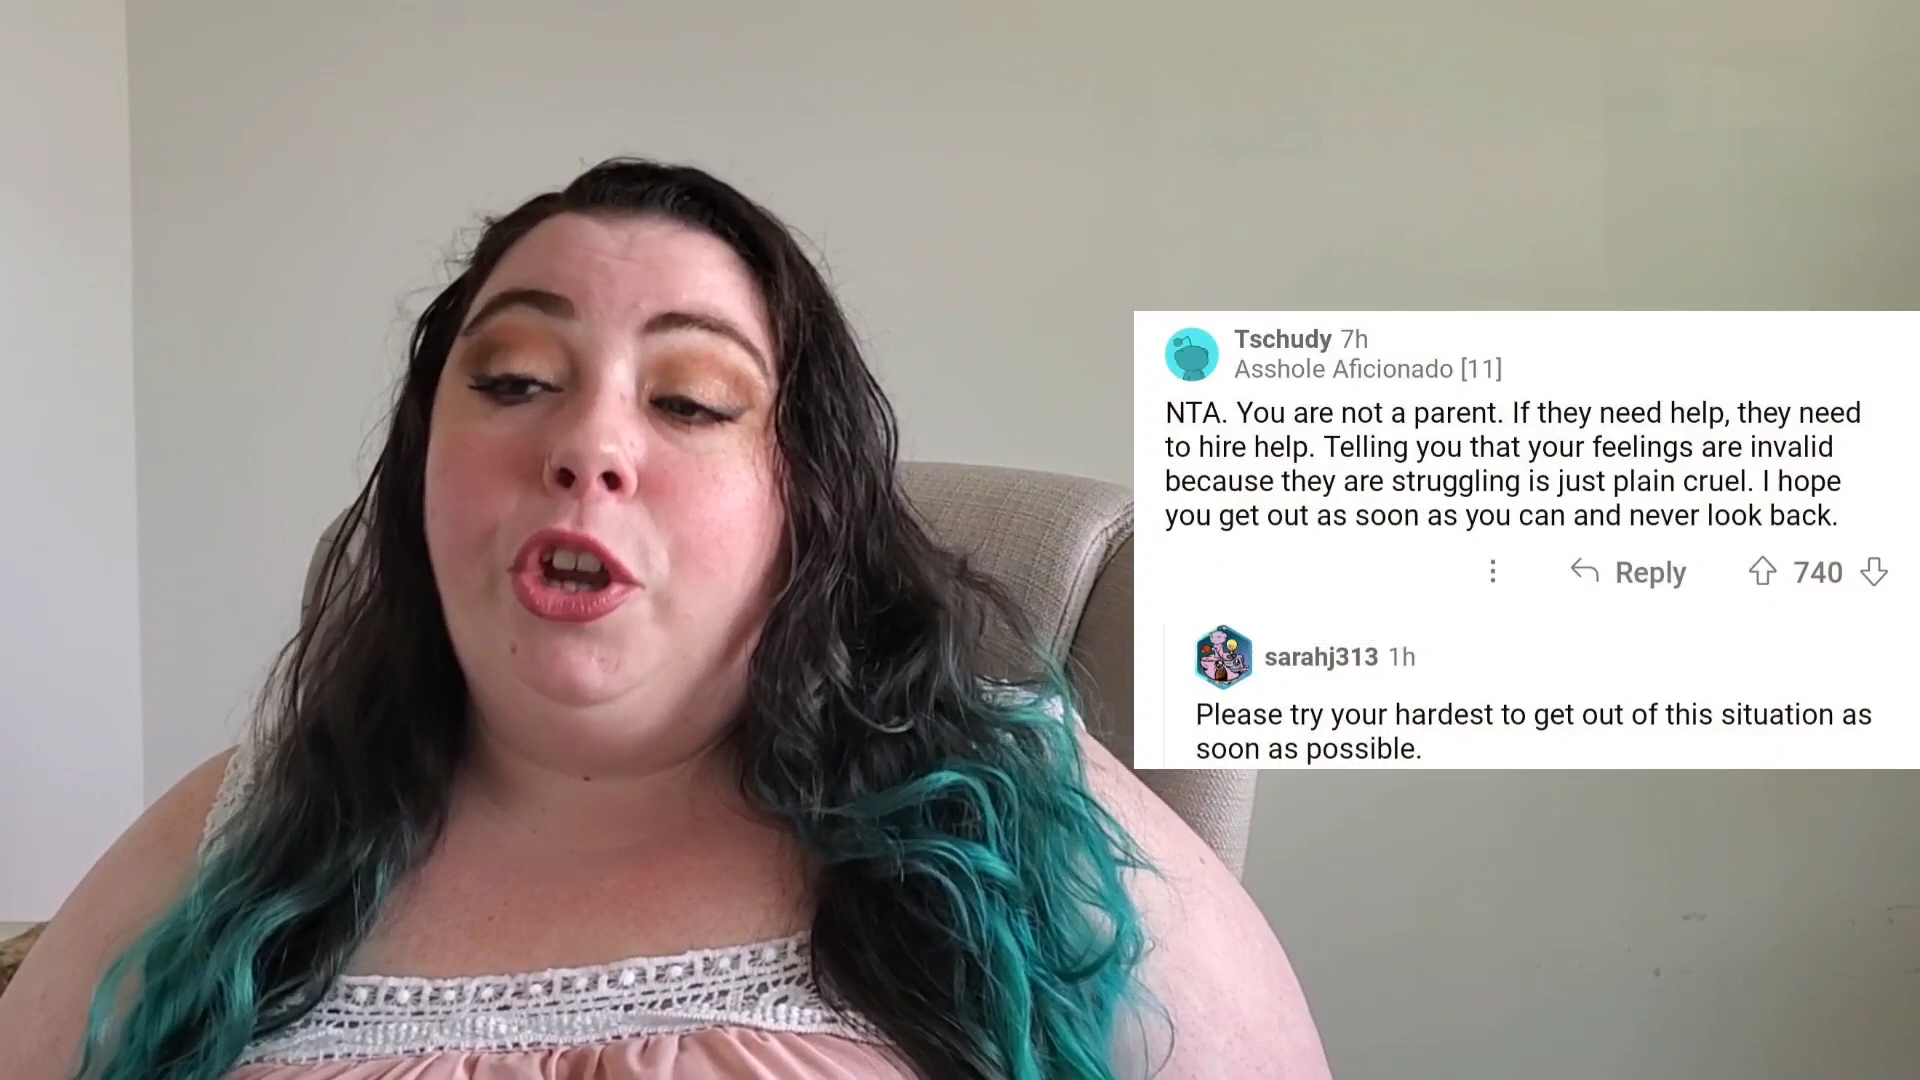 Tschudy 7h
Asshole Aficionado [11]
NTA. You are not a parent. If they need help, they need
to hire help. Telling you that your feelings are invalid
because they are struggling is just plain cruel. I hope
you get out as soon as you can and never look back.
Reply 740
sarahj313 1h
Please try your hardest to get out of this situation as
soon as possible.